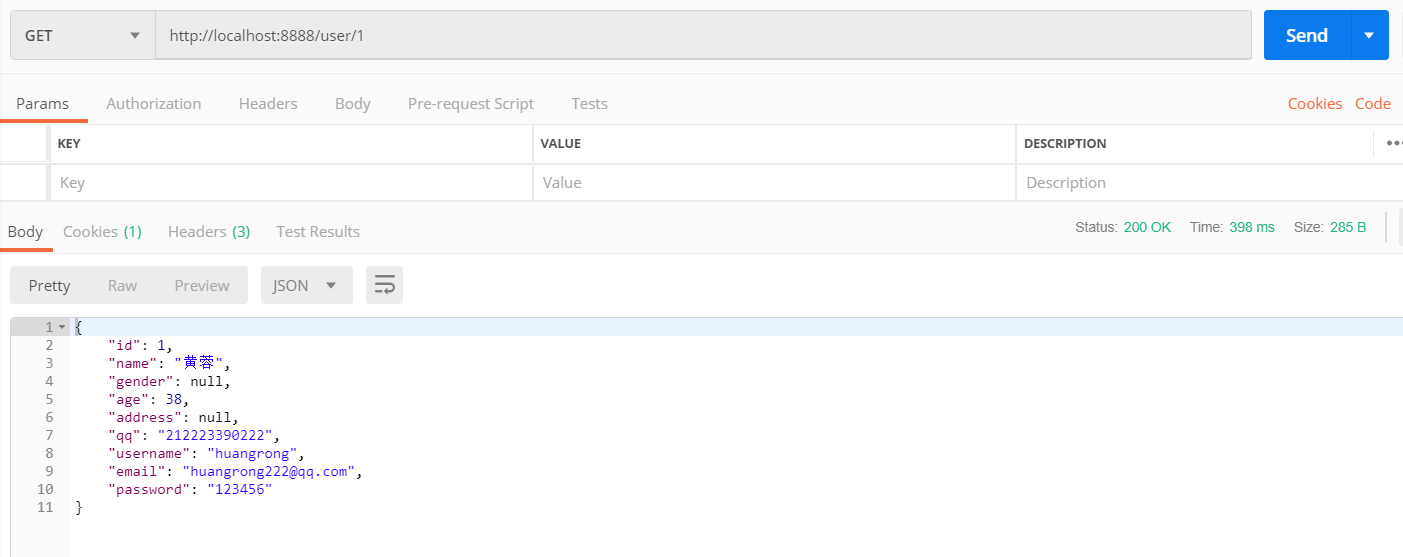 GET http://localhost:8888/user/1 Send
Params Authorization Headers Body Pre-request Script Tests Cookies Code
KEY VALUE DESCRIPTION
Key Value Description
Body Cookies (1) Headers (3) Test Results Status: 200 OK Time: 398 ms Size: 285 B
Pretty Raw Preview JSON
1 {
2 "id": 1,
3 "name": "黄蓉",
4 "gender": null,
5 "age": 38,
6 "address": null,
7 "qq": "212223390222",
8 "username": "huangrong",
9 "email": "huangrong222@qq.com",
10 "password": "123456"
11 }